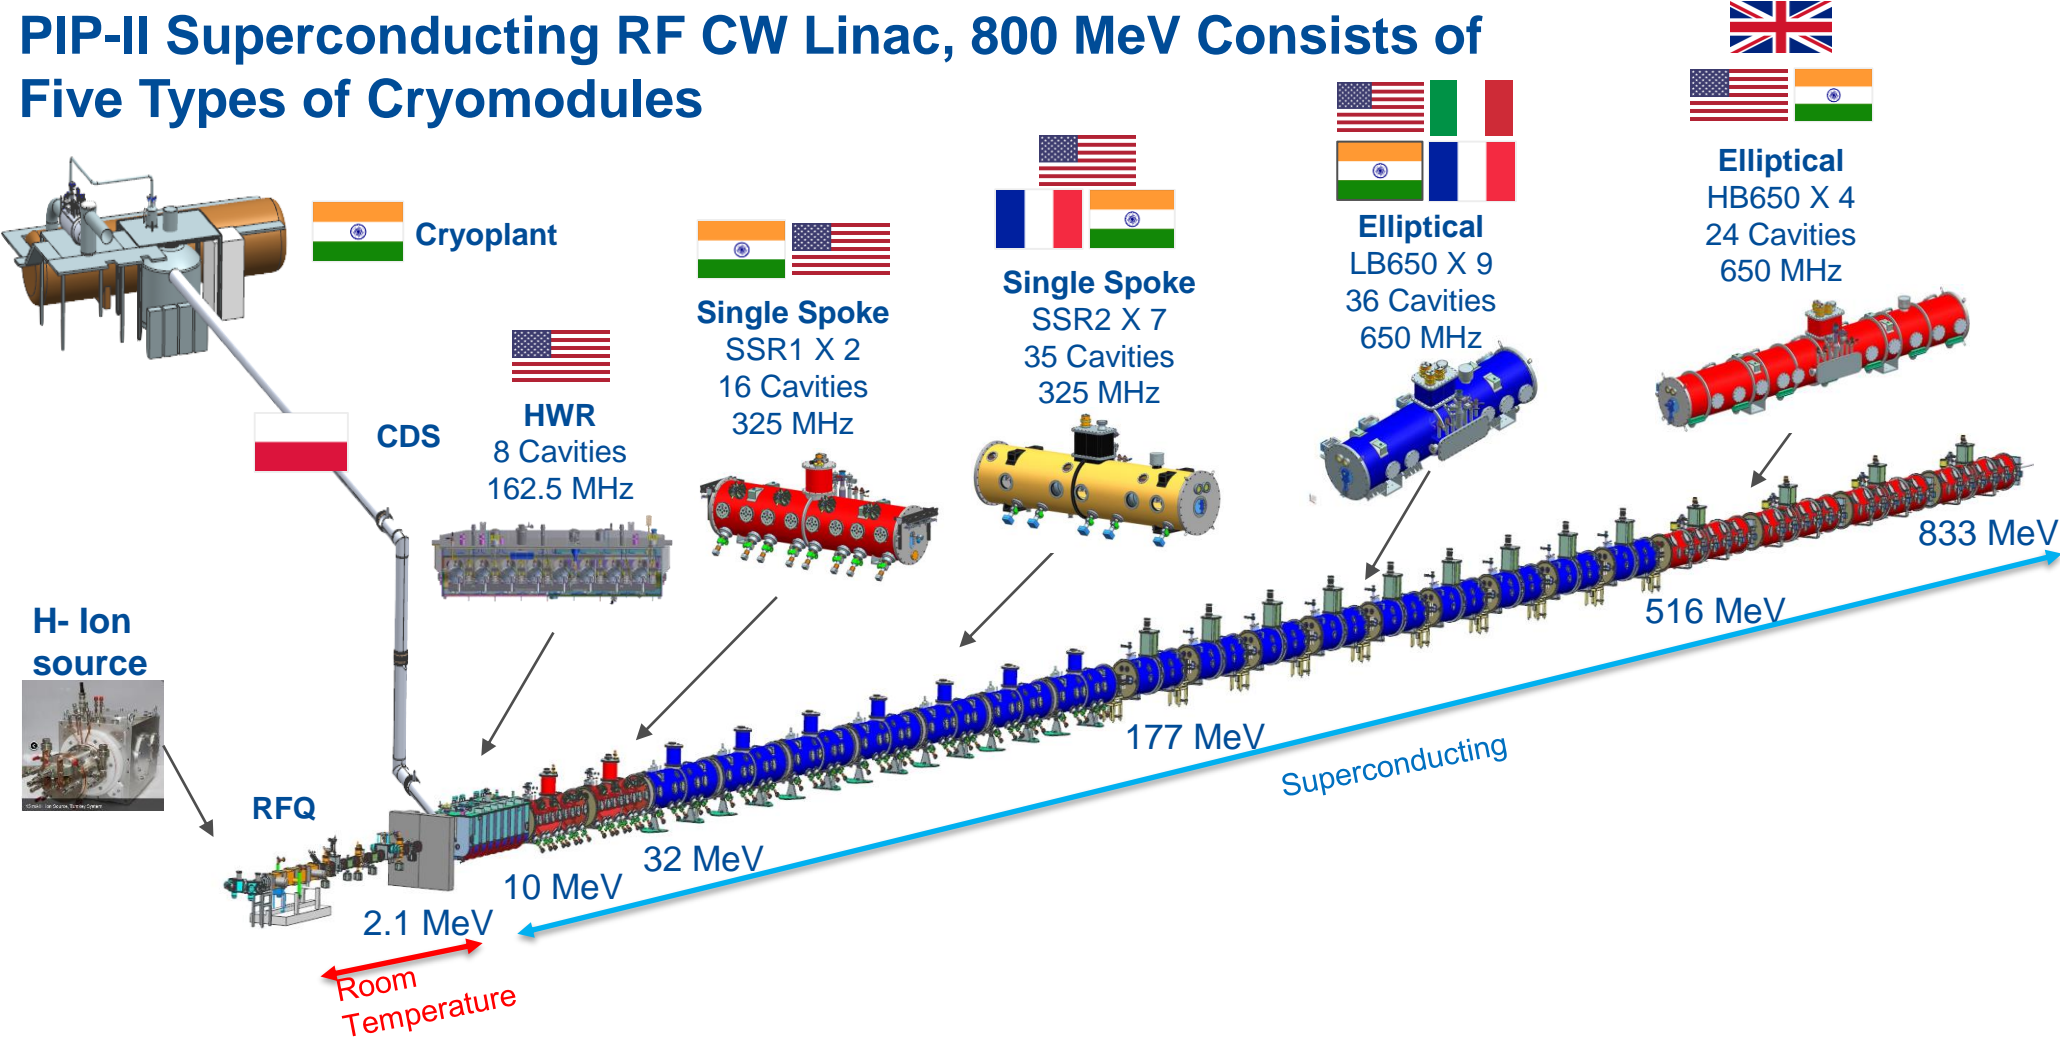 PIP-II Superconducting RF CW Linac, 800 MeV Consists of
Five Types of Cryomodules
Cryoplant
CDS
H- Ion
source
RFQ
HWR
8 Cavities
162.5 MHz
Single Spoke
SSR1 X 2
16 Cavities
325 MHz
Single Spoke
SSR2 X 7
35 Cavities
325 MHz
Elliptical
LB650 X 9
36 Cavities
650 MHz
Elliptical
HB650 X 4
24 Cavities
650 MHz
2.1 MeV
10 MeV
32 MeV
177 MeV
516 MeV
833 MeV
Room
Temperature
Superconducting